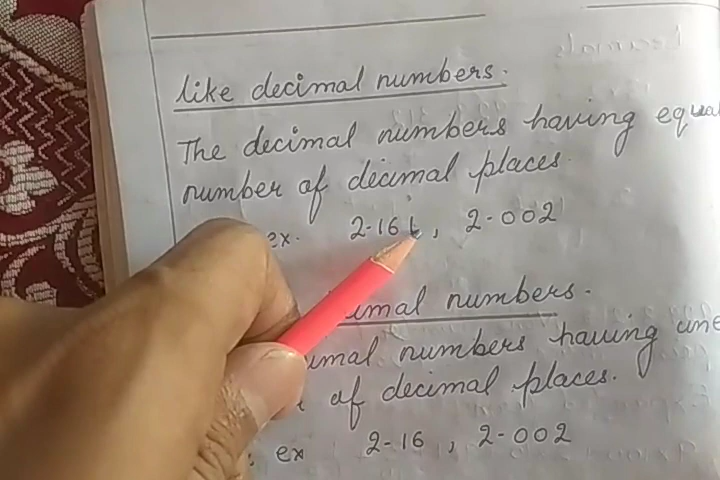 like decimal numbers.
The decimal numbers having equal
number of decimal places.
ex. 2.161, 2.002
imal numbers.
imal numbers having une
of decimal places.
: ex 2-16, 2-002